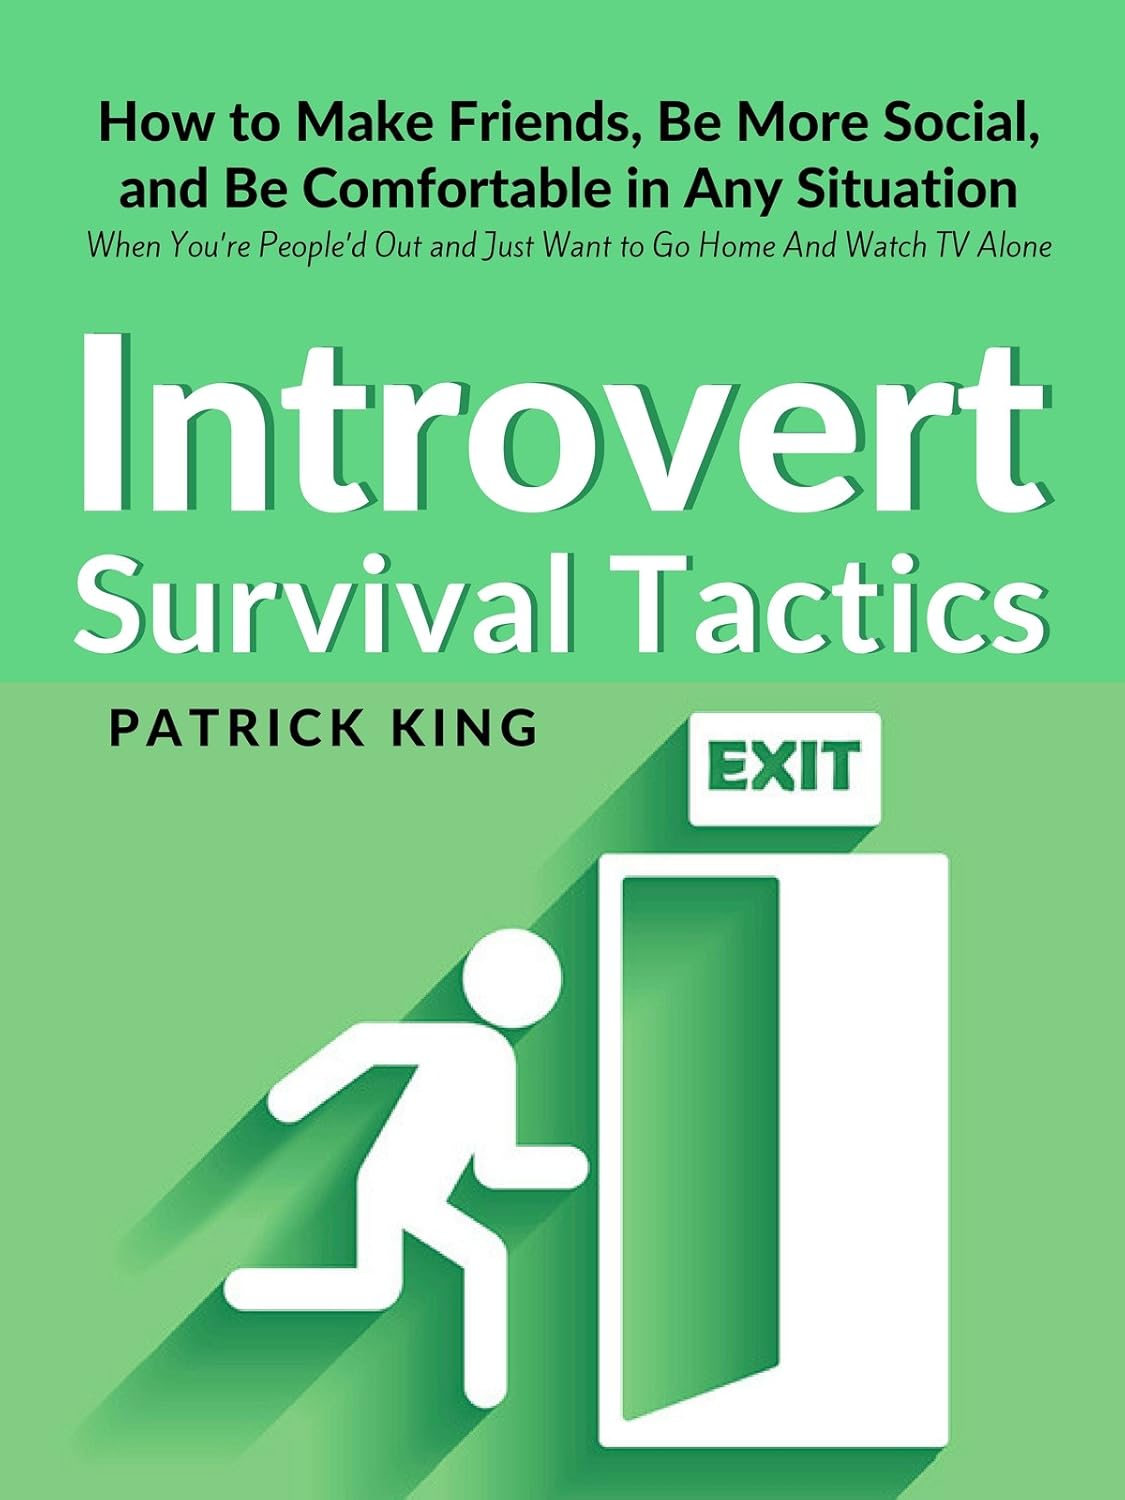 How to Make Friends, Be More Social,
and Be Comfortable in Any Situation
When You're People'd Out and Just Want to Go Home And Watch TV Alone
Introvert
Survival Tactics
PATRICK KING
EXIT